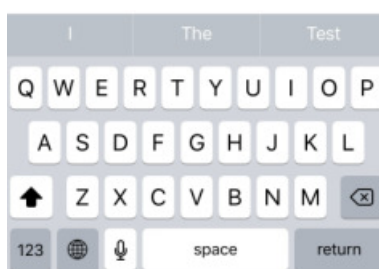 I The Test
Q W E R T Y U I O P
A S D F G H J K L
Z X C V B N M
123 space return